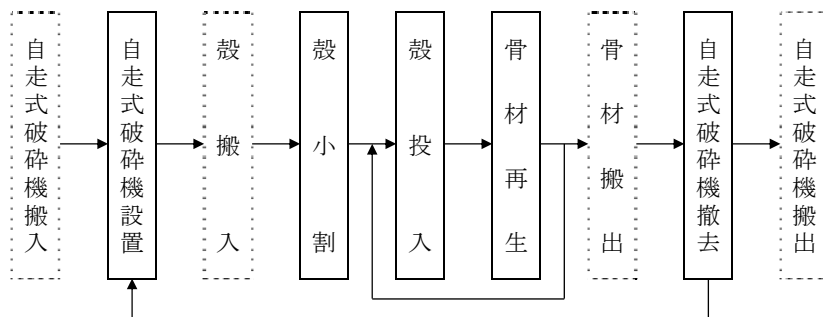 自走式破砕機搬入
自走式破砕機設置
殻搬入
殻小割
殻投入
骨材再生
骨材搬出
自走式破砕機撤去
自走式破砕機搬出